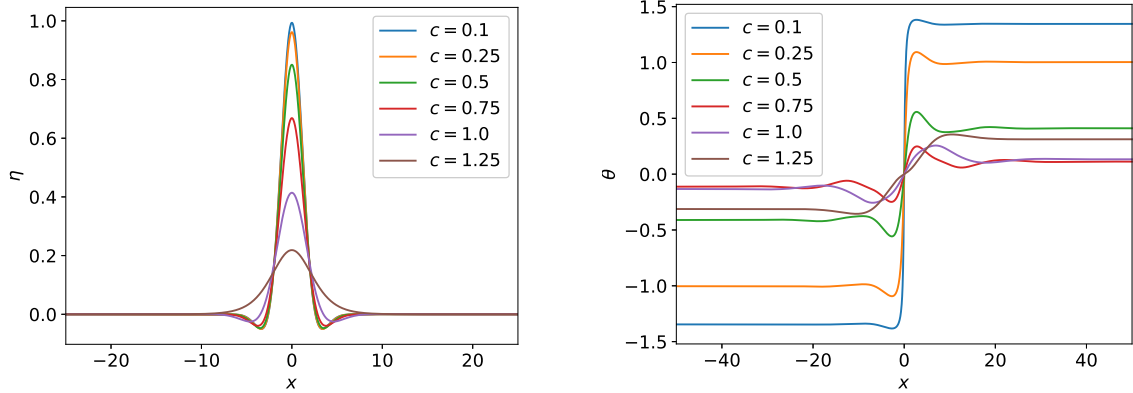 1.0
0.8
0.6
0.4
0.2
0.0
η
−20
−10
0
10
20
x
c = 0.1
c = 0.25
c = 0.5
c = 0.75
c = 1.0
c = 1.25
1.5
1.0
0.5
0.0
−0.5
−1.0
−1.5
θ
−40
−20
0
20
40
x
c = 0.1
c = 0.25
c = 0.5
c = 0.75
c = 1.0
c = 1.25